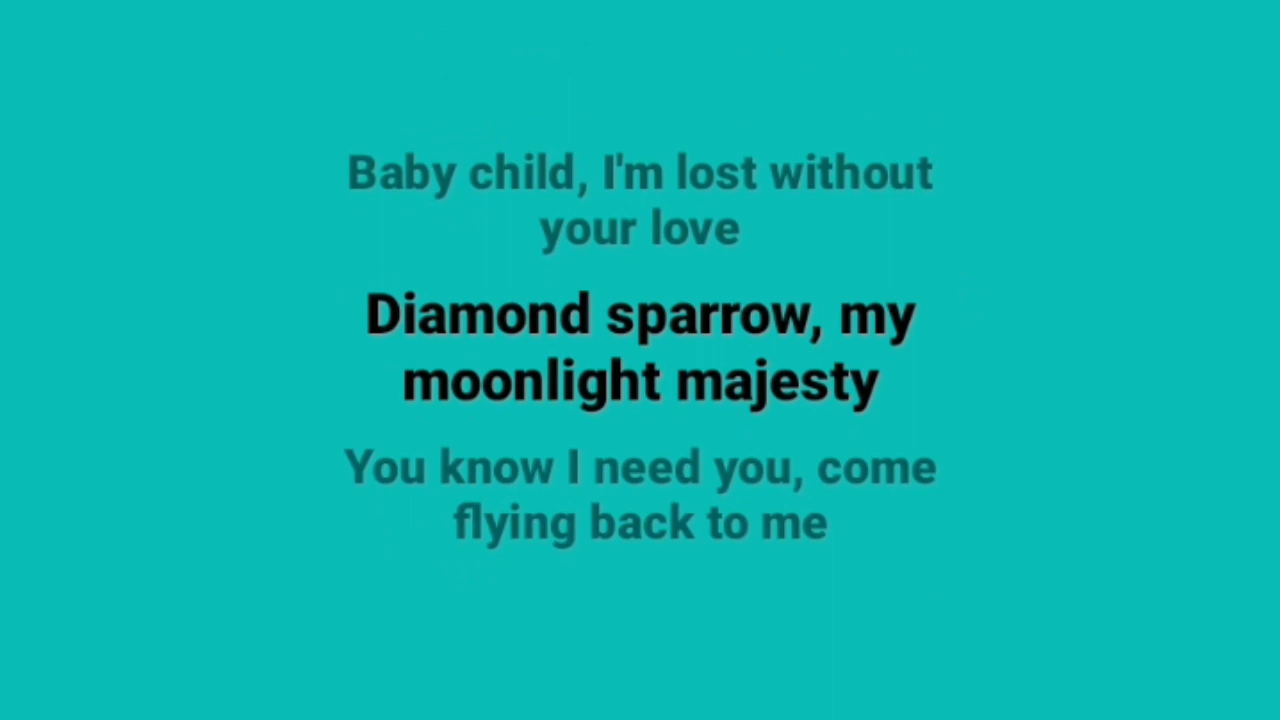 Baby child, I'm lost without
your love
Diamond sparrow, my
moonlight majesty
You know I need you, come
flying back to me